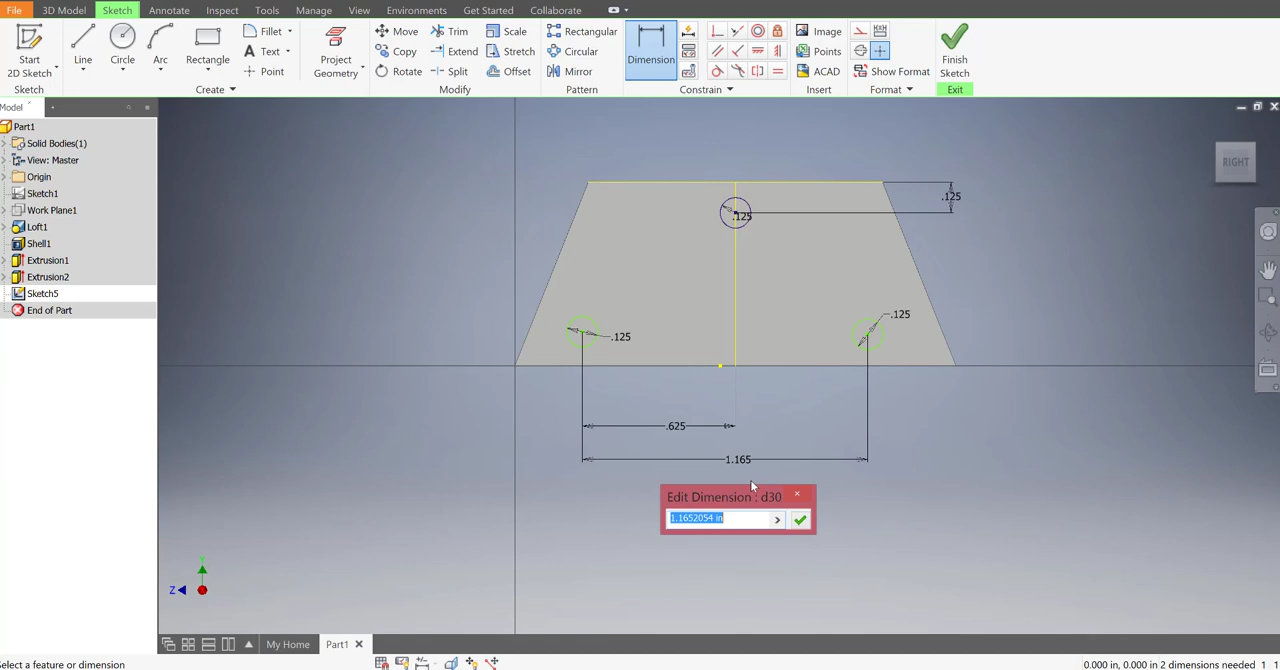 File 3D Model Sketch Annotate Inspect Tools Manage View Environments Get Started Collaborate
Start
2D Sketch
Line
Circle
Arc
Rectangle
Fillet
Text
Point
Project
Geometry
Move
Copy
Rotate
Trim
Extend
Split
Scale
Stretch
Offset
Rectangular
Circular
Mirror
Dimension
Image
Points
ACAD
Show Format
Finish
Sketch
Sketch Create Modify Pattern Constrain Insert Format Exit
Model
Part1
Solid Bodies(1)
View: Master
Origin
Sketch1
Work Plane1
Loft1
Shell1
Extrusion1
Extrusion2
Sketch5
End of Part
RIGHT
.125
.125
.125
.125
.625
1.165
Edit Dimension : d30
1.1652054 in
Y
Z
My Home Part1
Select a feature or dimension
0.000 in, 0.000 in 2 dimensions needed 1 1